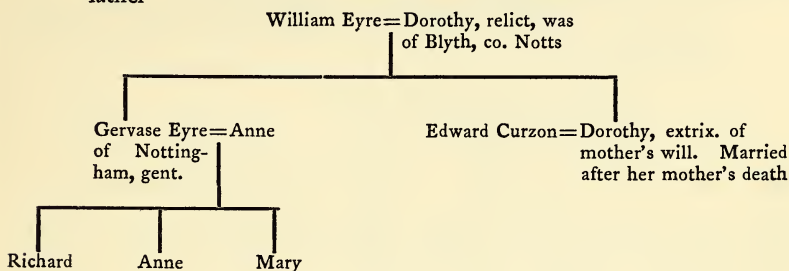 father
William Eyre=Dorothy, relict, was
of Blyth, co. Notts
Gervase Eyre=Anne
of Notting-
ham, gent.
Edward Curzon=Dorothy, extrix. of
mother's will. Married
after her mother's death
Richard Anne Mary